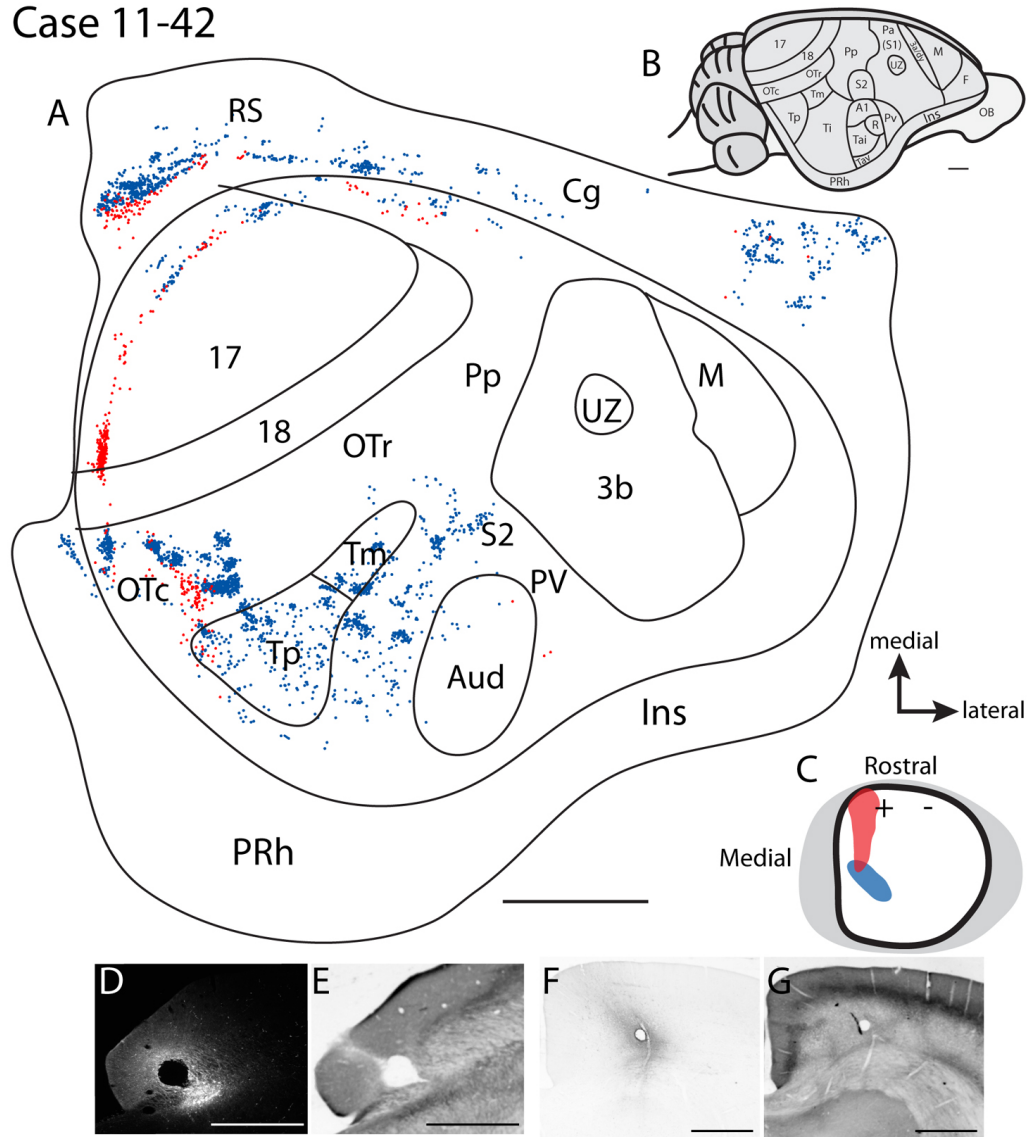 Case 11-42
A
RS
Cg
17
18
OTr
Pp
M
UZ
3b
S2
Tm
PV
OTc
Tp
Aud
Ins
PRh
B
17
18
OTr
OTc
Tp
Tm
Pp
Pa
(S1)
UZ
3a/dy
M
F
S2
A1
R
Pv
Ti
Tai
Tav
Ins
PRh
OB
medial
lateral
C
Rostral
+ -
Medial
D
E
F
G